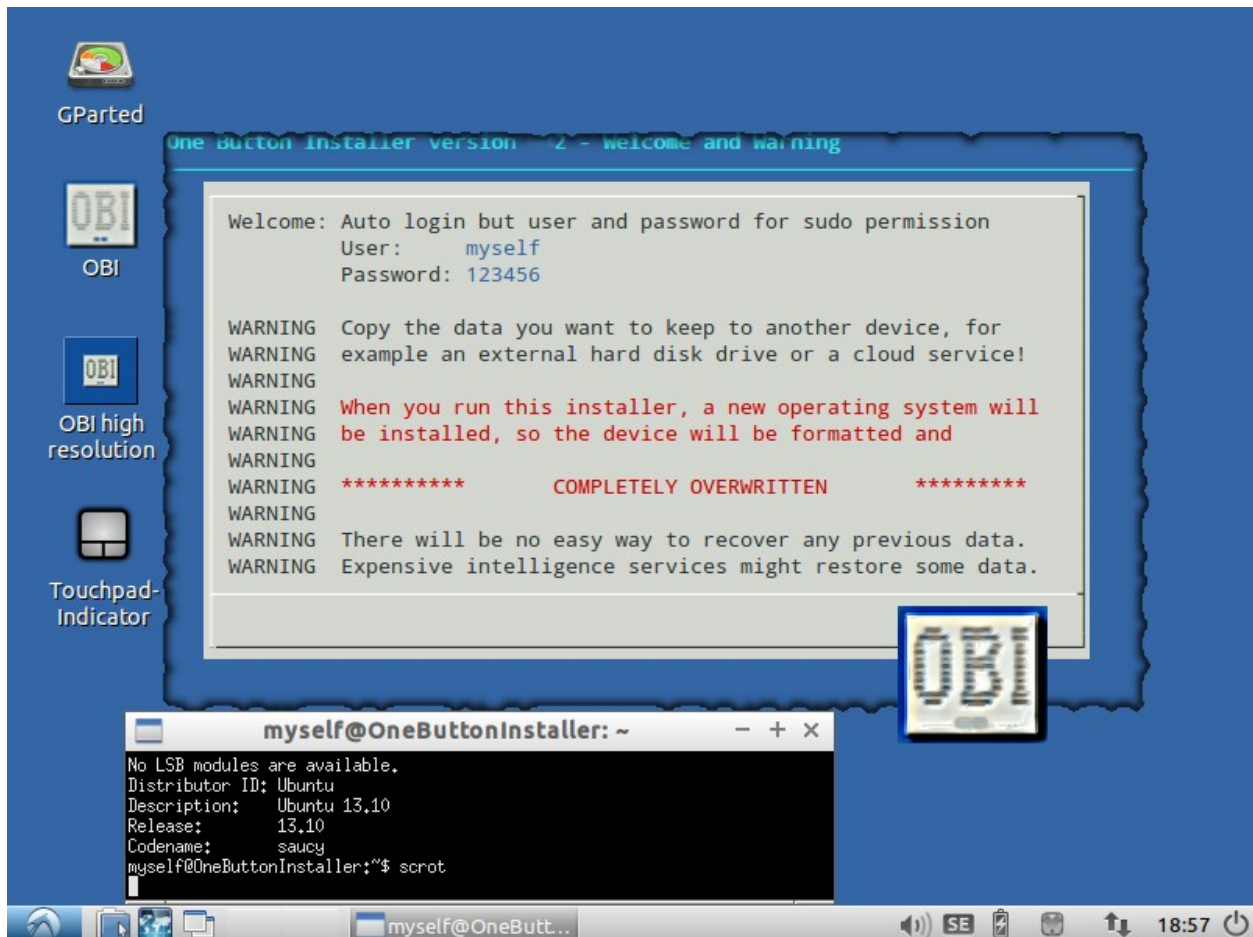 GParted
OBI
OBI
OBI
OBI high
resolution
Touchpad-
Indicator
One Button Installer version 2 - Welcome and Warning
Welcome: Auto login but user and password for sudo permission
User: myself
Password: 123456
WARNING Copy the data you want to keep to another device, for
WARNING example an external hard disk drive or a cloud service!
WARNING
WARNING When you run this installer, a new operating system will
WARNING be installed, so the device will be formatted and
WARNING
WARNING ********** COMPLETELY OVERWRITTEN *********
WARNING
WARNING There will be no easy way to recover any previous data.
WARNING Expensive intelligence services might restore some data.
OBI
myself@OneButtonInstaller: ~
No LSB modules are available.
Distributor ID: Ubuntu
Description: Ubuntu 13.10
Release: 13.10
Codename: saucy
myself@OneButtonInstaller:~$ scrot
myself@OneButt...
SE
18:57